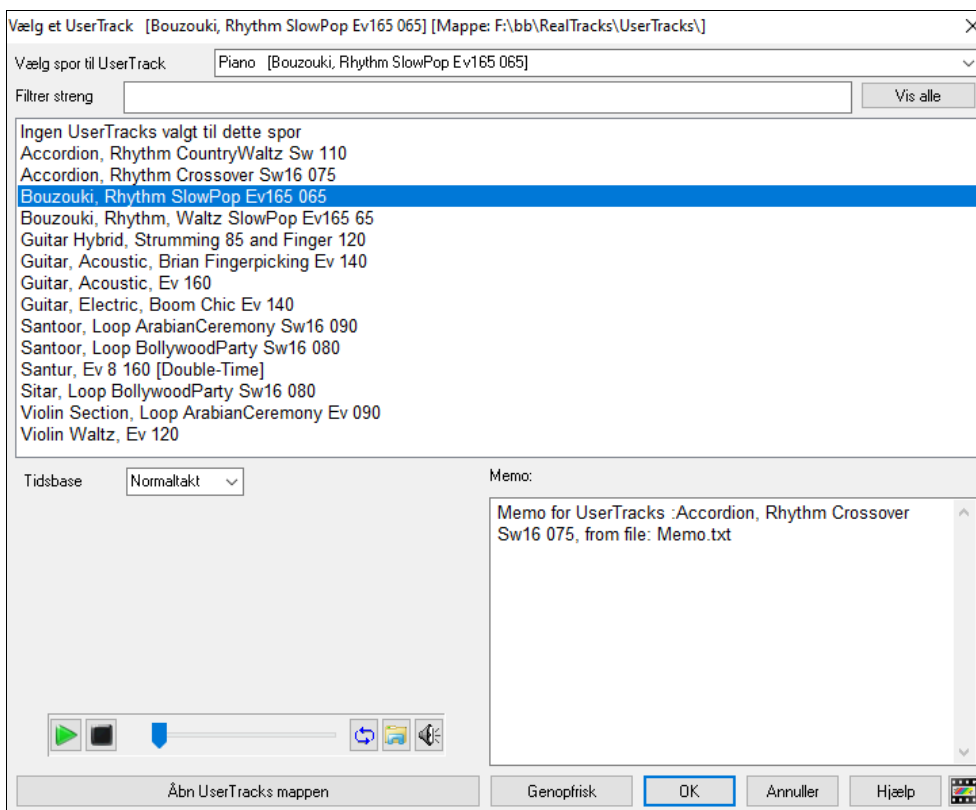 Vælg et UserTrack [Bouzouki, Rhythm SlowPop Ev165 065] [Mappe: F:\bb\RealTracks\UserTracks\]
Vælg spor til UserTrack
Piano [Bouzouki, Rhythm SlowPop Ev165 065]
Filtrer streng
Vis alle
Ingen UserTracks valgt til dette spor
Accordion, Rhythm CountryWaltz Sw 110
Accordion, Rhythm Crossover Sw16 075
Bouzouki, Rhythm SlowPop Ev165 065
Bouzouki, Rhythm, Waltz SlowPop Ev165 65
Guitar Hybrid, Strumming 85 and Finger 120
Guitar, Acoustic, Brian Fingerpicking Ev 140
Guitar, Acoustic, Ev 160
Guitar, Electric, Boom Chic Ev 140
Santoor, Loop ArabianCeremony Sw16 090
Santoor, Loop BollywoodParty Sw16 080
Santur, Ev 8 160 [Double-Time]
Sitar, Loop BollywoodParty Sw16 080
Violin Section, Loop ArabianCeremony Ev 090
Violin Waltz, Ev 120
Tidsbase
Normaltakt
Memo:
Memo for UserTracks :Accordion, Rhythm Crossover
Sw16 075, from file: Memo.txt
Åbn UserTracks mappen
Genopfrisk
OK
Annuller
Hjælp